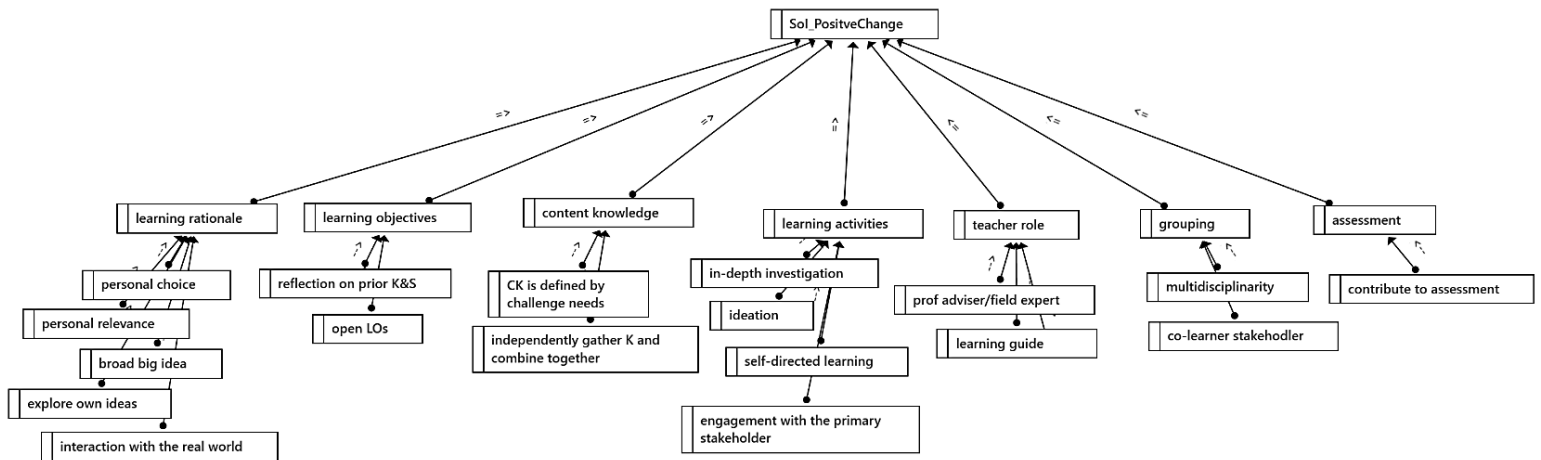 SoI_PositveChange
=>
=>
=>
=>
<=
<=
<=
learning rationale
learning objectives
content knowledge
learning activities
teacher role
grouping
assessment
personal choice
personal relevance
broad big idea
explore own ideas
interaction with the real world
reflection on prior K&S
open LOs
CK is defined by
challenge needs
independently gather K and
combine together
in-depth investigation
ideation
self-directed learning
engagement with the primary
stakeholder
prof adviser/field expert
learning guide
multidisciplinarity
co-learner stakehodler
contribute to assessment